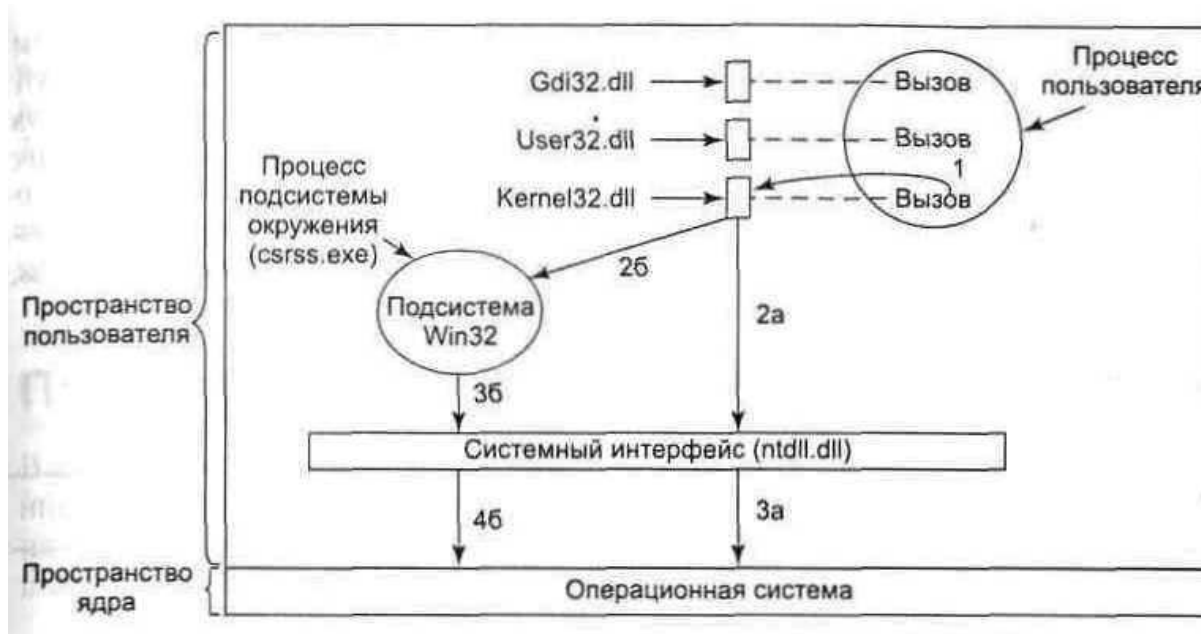 Gdi32.dll
Вызов
Процесс
пользователя
User32.dll
Вызов
1
Процесс
подсистемы
окружения
(csrss.exe)
Kernel32.dll
Вызов
2б
Пространство
пользователя
Подсистема
Win32
2а
3б
Системный интерфейс (ntdll.dll)
4б
3а
Пространство
ядра
Операционная система